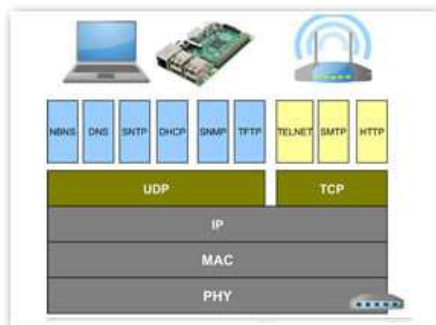 NBNS DNS SNTP DHCP SNMP TFTP TELNET SMTP HTTP
UDP TCP
IP
MAC
PHY